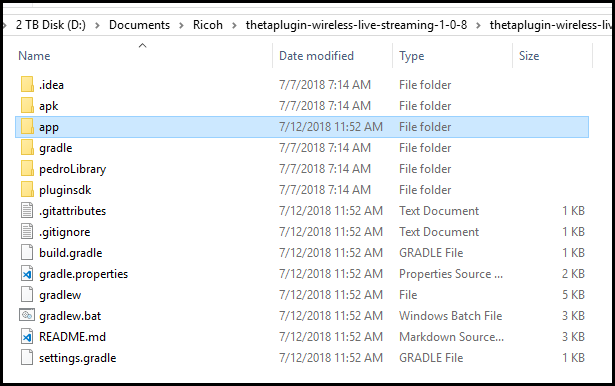 2 TB Disk (D:) > Documents > Ricoh > thetaplugin-wireless-live-streaming-1-0-8 > thetaplugin-wireless-liv
Name Date modified Type Size
.idea 7/7/2018 7:14 AM File folder
apk 7/7/2018 7:14 AM File folder
app 7/12/2018 11:52 AM File folder
gradle 7/7/2018 7:14 AM File folder
pedroLibrary 7/7/2018 7:14 AM File folder
pluginsdk 7/7/2018 7:14 AM File folder
.gitattributes 7/12/2018 11:52 AM Text Document 1 KB
.gitignore 7/12/2018 11:52 AM Text Document 1 KB
build.gradle 7/12/2018 11:52 AM GRADLE File 1 KB
gradle.properties 7/12/2018 11:52 AM Properties Source ... 2 KB
gradlew 7/12/2018 11:52 AM File 5 KB
gradlew.bat 7/12/2018 11:52 AM Windows Batch File 3 KB
README.md 7/12/2018 11:52 AM Markdown Source... 3 KB
settings.gradle 7/12/2018 11:52 AM GRADLE File 1 KB